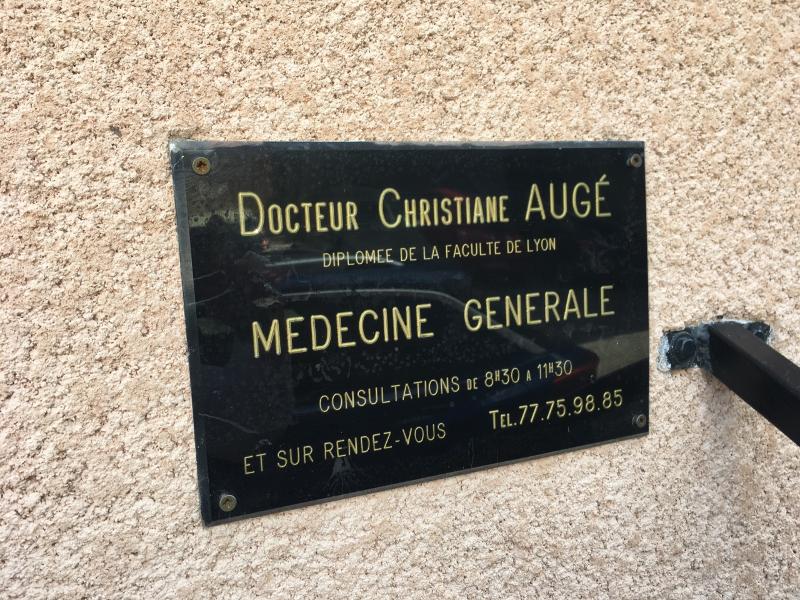 DOCTEUR CHRISTIANE AUGÉ
DIPLOMEE DE LA FACULTE DE LYON
MEDECINE GENERALE
CONSULTATIONS DE 8H30 A 11H30
ET SUR RENDEZ-VOUS TEL.77.75.98.85